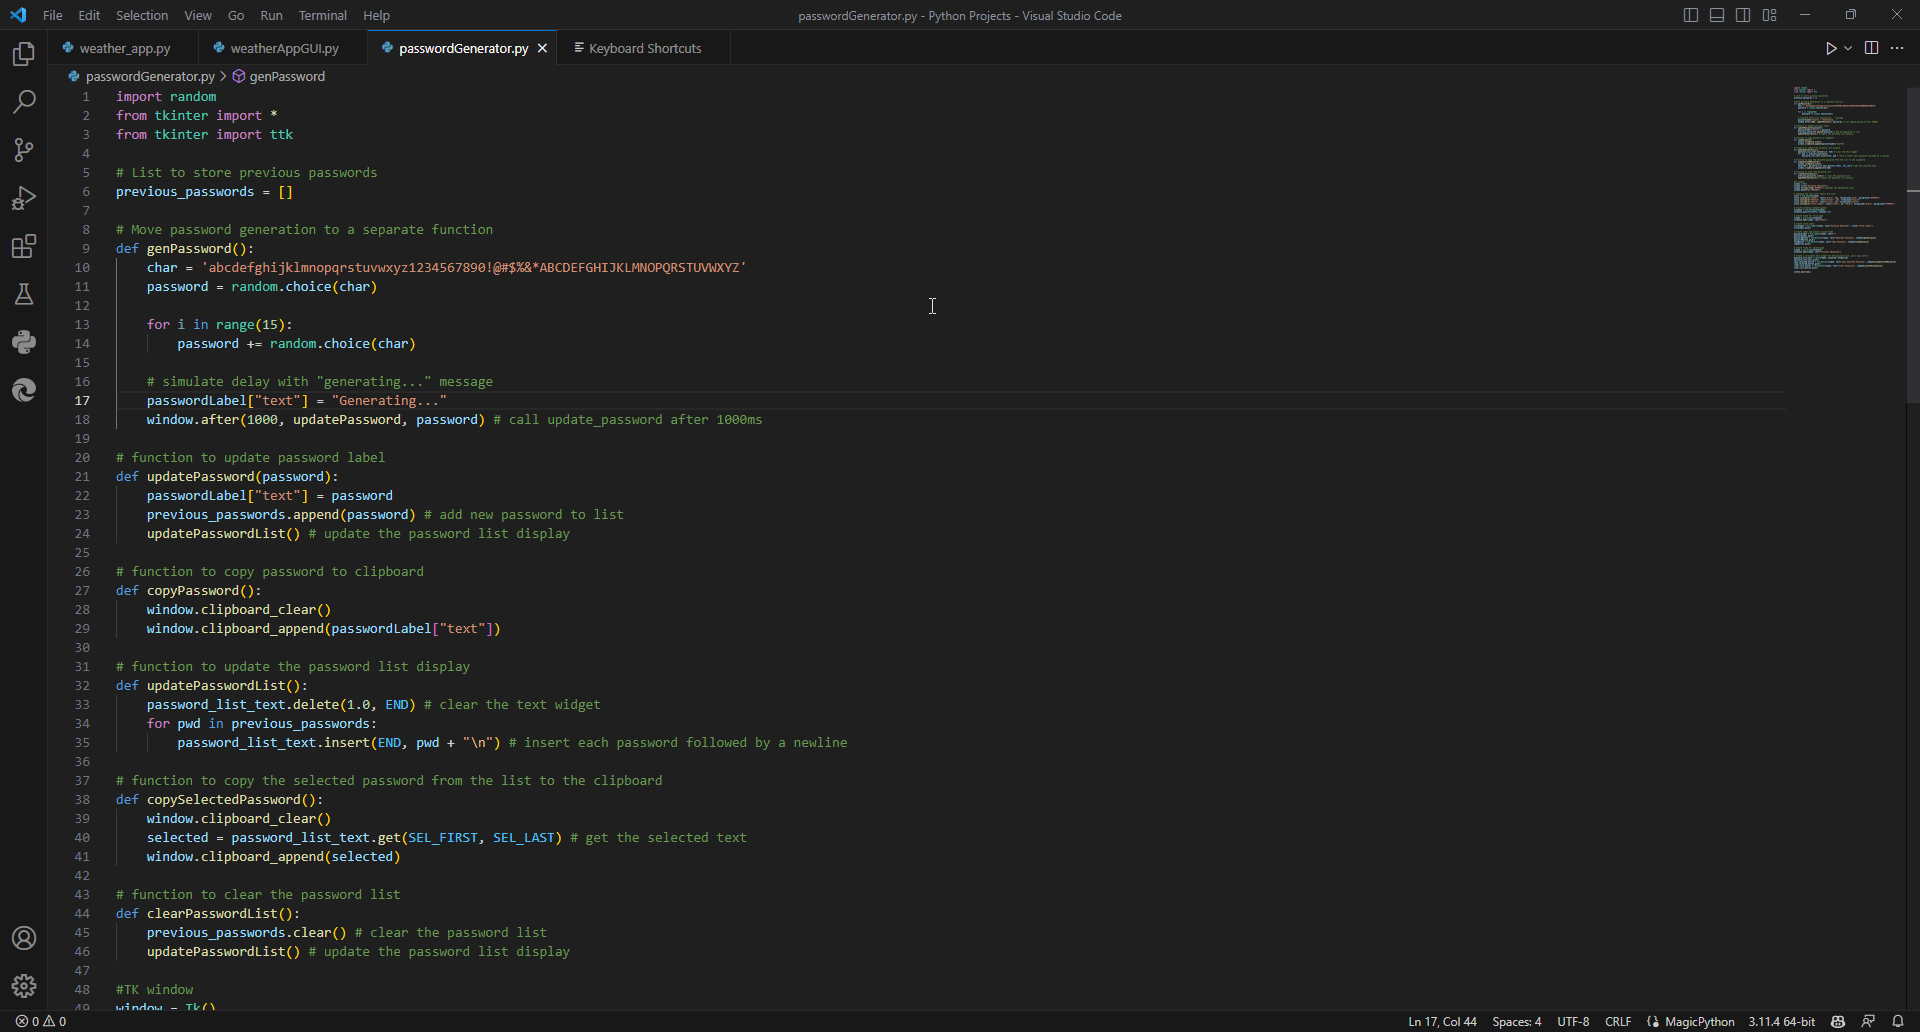 File Edit Selection View Go Run Terminal Help passwordGenerator.py - Python Projects - Visual Studio Code
weather_app.py weatherAppGUI.py passwordGenerator.py Keyboard Shortcuts
passwordGenerator.py > genPassword
1 import random
2 from tkinter import *
3 from tkinter import ttk
4
5 # List to store previous passwords
6 previous_passwords = []
7
8 # Move password generation to a separate function
9 def genPassword():
10 char = 'abcdefghijklmnopqrstuvwxyz1234567890!@#$%&*ABCDEFGHIJKLMNOPQRSTUVWXYZ'
11 password = random.choice(char)
12
13 for i in range(15):
14 password += random.choice(char)
15
16 # simulate delay with "generating..." message
17 passwordLabel["text"] = "Generating..."
18 window.after(1000, updatePassword, password) # call update_password after 1000ms
19
20 # function to update password label
21 def updatePassword(password):
22 passwordLabel["text"] = password
23 previous_passwords.append(password) # add new password to list
24 updatePasswordList() # update the password list display
25
26 # function to copy password to clipboard
27 def copyPassword():
28 window.clipboard_clear()
29 window.clipboard_append(passwordLabel["text"])
30
31 # function to update the password list display
32 def updatePasswordList():
33 password_list_text.delete(1.0, END) # clear the text widget
34 for pwd in previous_passwords:
35 password_list_text.insert(END, pwd + "\n") # insert each password followed by a newline
36
37 # function to copy the selected password from the list to the clipboard
38 def copySelectedPassword():
39 window.clipboard_clear()
40 selected = password_list_text.get(SEL_FIRST, SEL_LAST) # get the selected text
41 window.clipboard_append(selected)
42
43 # function to clear the password list
44 def clearPasswordList():
45 previous_passwords.clear() # clear the password list
46 updatePasswordList() # update the password list display
47
48 #TK window
49 window = Tk()
0 0 Ln 17, Col 44 Spaces: 4 UTF-8 CRLF MagicPython 3.11.4 64-bit